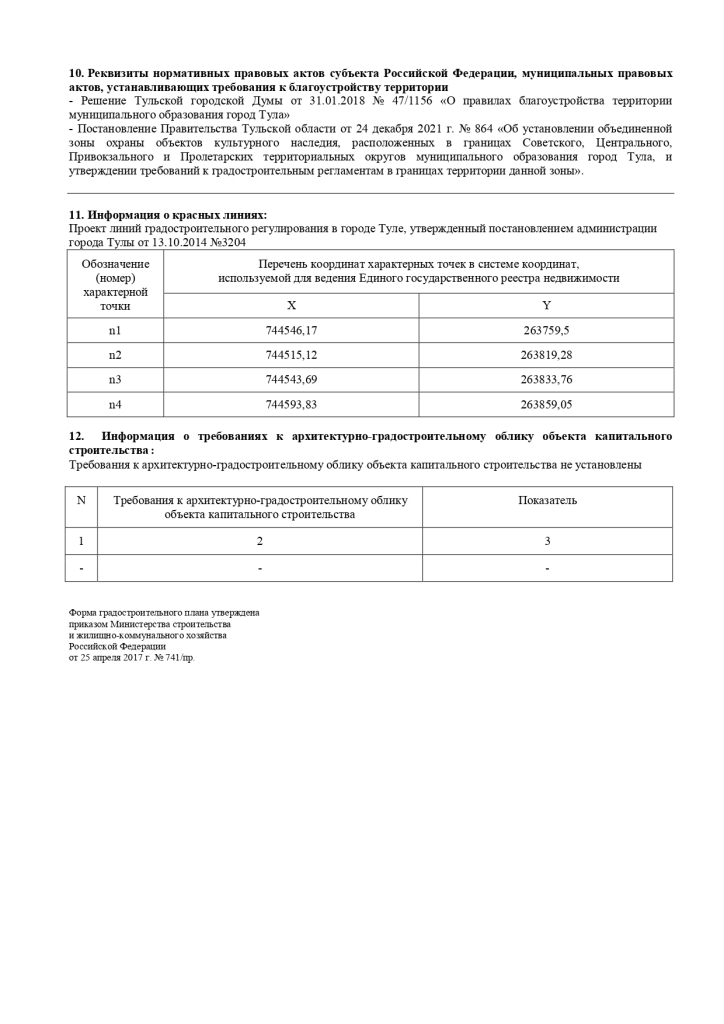 10. Реквизиты нормативных правовых актов субъекта Российской Федерации, муниципальных правовых
актов, устанавливающих требования к благоустройству территории
- Решение Тульской городской Думы от 31.01.2018 № 47/1156 «О правилах благоустройства территории
муниципального образования город Тула»
- Постановление Правительства Тульской области от 24 декабря 2021 г. № 864 «Об установлении объединенной
зоны охраны объектов культурного наследия, расположенных в границах Советского, Центрального,
Привокзального и Пролетарских территориальных округов муниципального образования город Тула, и
утверждении требований к градостроительным регламентам в границах территории данной зоны».
11. Информация о красных линиях:
Проект линий градостроительного регулирования в городе Туле, утвержденный постановлением администрации
города Тулы от 13.10.2014 №3204
Обозначение
(номер)
характерной
точки
Перечень координат характерных точек в системе координат,
используемой для ведения Единого государственного реестра недвижимости
X Y
n1 744546,17 263759,5
n2 744515,12 263819,28
n3 744543,69 263833,76
n4 744593,83 263859,05
12. Информация о требованиях к архитектурно-градостроительному облику объекта капитального
строительства :
Требования к архитектурно-градостроительному облику объекта капитального строительства не установлены
N Требования к архитектурно-градостроительному облику Показатель
объекта капитального строительства
1 2 3
- - -
Форма градостроительного плана утверждена
приказом Министерства строительства
и жилищно-коммунального хозяйства
Российской Федерации
от 25 апреля 2017 г. № 741/пр.